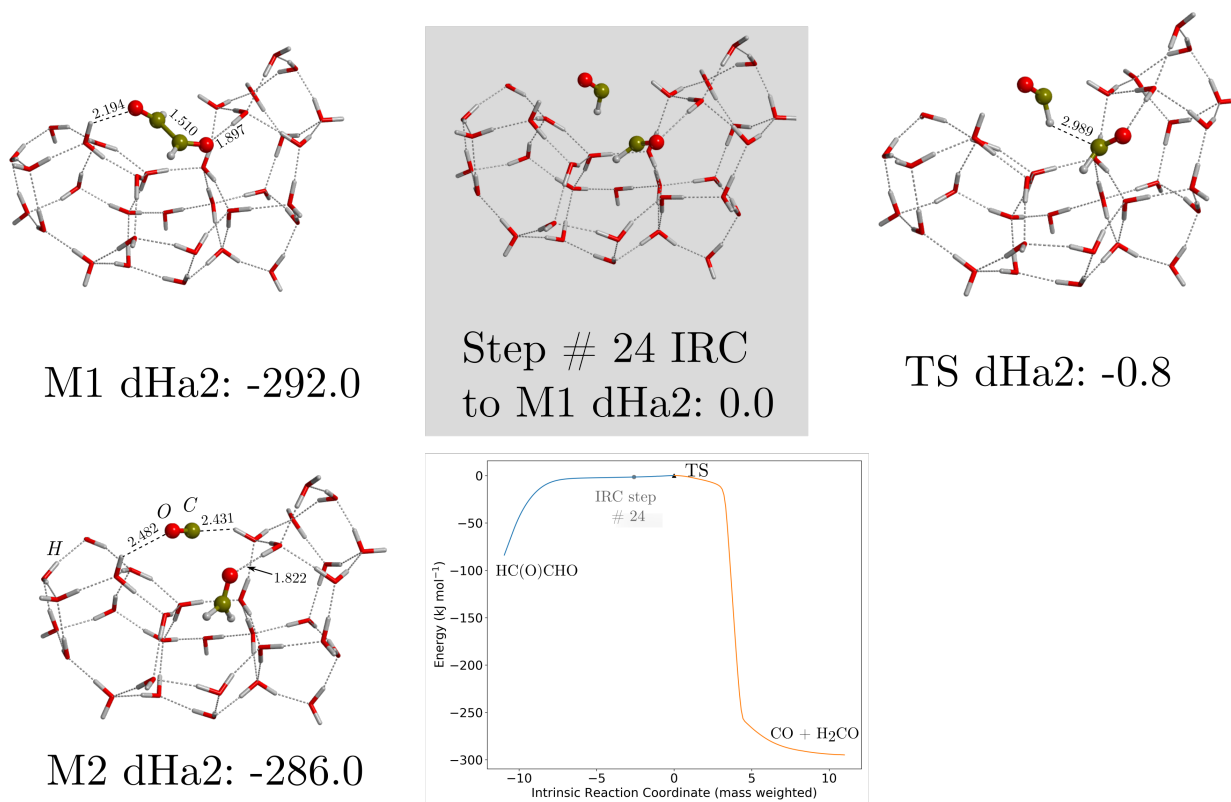 2.194
1.510
1.897
M1 dHa2: -292.0
Step # 24 IRC
to M1 dHa2: 0.0
2.989
TS dHa2: -0.8
H
O
C
2.482
2.431
1.822
M2 dHa2: -286.0
Energy (kJ mol⁻¹)
0
−50
−100
−150
−200
−250
−300
TS
IRC step
# 24
HC(O)CHO
CO + H₂CO
−10
−5
0
5
10
Intrinsic Reaction Coordinate (mass weighted)